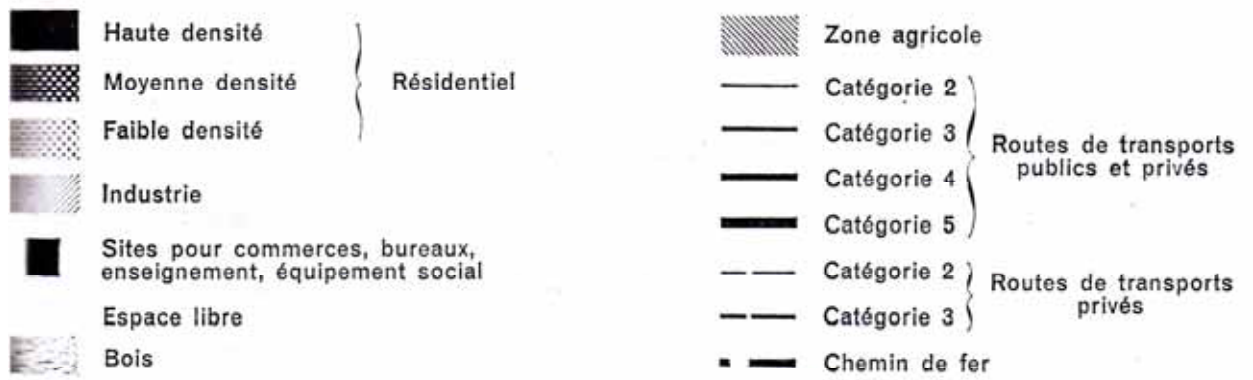 Haute densité
Moyenne densité
Résidentiel
Faible densité
Industrie
Sites pour commerces, bureaux,
enseignement, équipement social
Espace libre
Bois
Zone agricole
Catégorie 2
Catégorie 3
Catégorie 4
Catégorie 5
Routes de transports
publics et privés
Catégorie 2
Catégorie 3
Routes de transports
privés
Chemin de fer